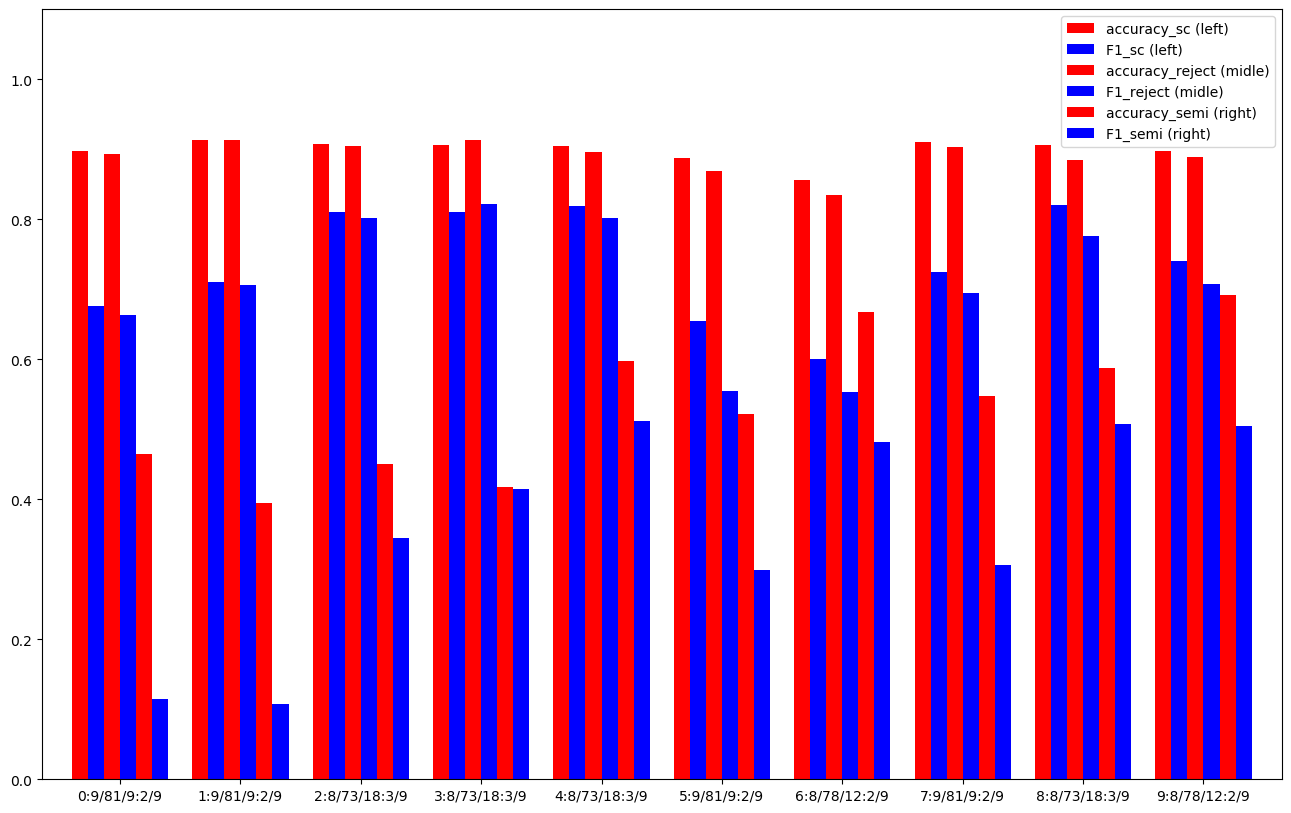 accuracy_sc (left)
F1_sc (left)
accuracy_reject (midle)
F1_reject (midle)
accuracy_semi (right)
F1_semi (right)
1.0
0.8
0.6
0.4
0.2
0.0
0:9/81/9:2/9 1:9/81/9:2/9 2:8/73/18:3/9 3:8/73/18:3/9 4:8/73/18:3/9 5:9/81/9:2/9 6:8/78/12:2/9 7:9/81/9:2/9 8:8/73/18:3/9 9:8/78/12:2/9